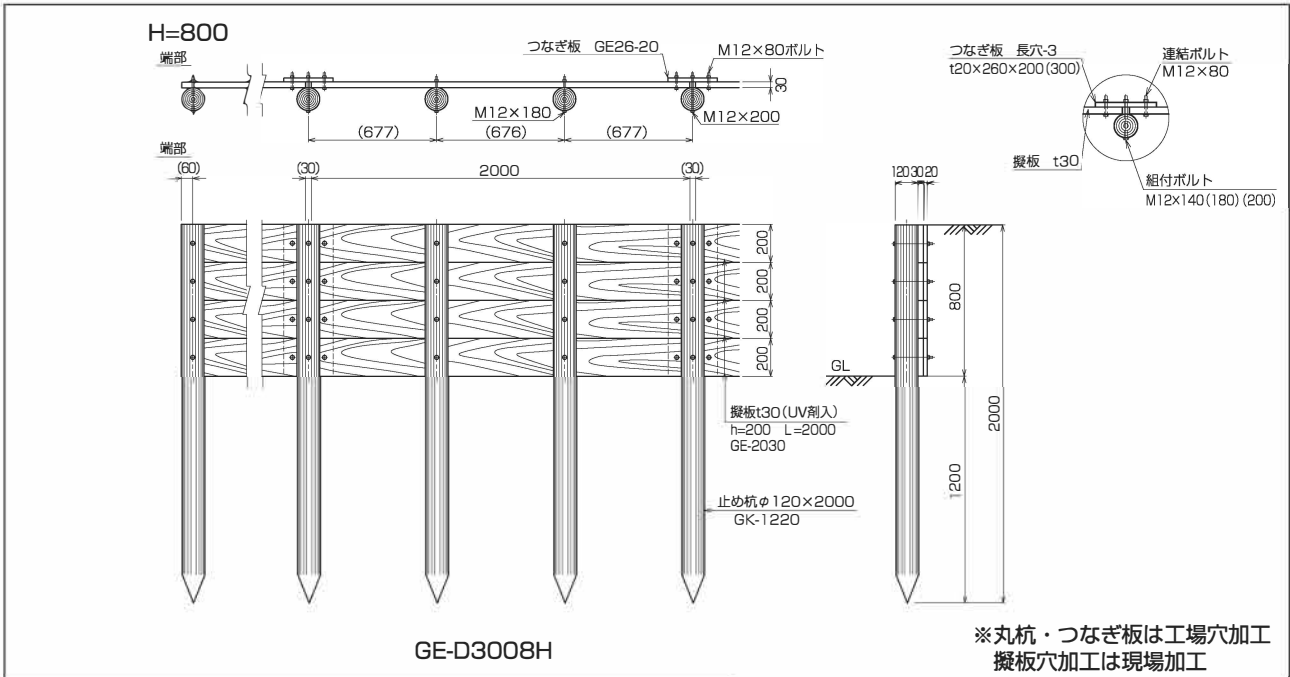 H=800
端部
つなぎ板 GE26-20
M12×80ボルト
30
M12×180
M12×200
(677)
(676)
(677)
つなぎ板 長穴-3
t20×260×200(300)
連結ボルト
M12×80
擬板 t30
組付ボルト
M12×140(180)(200)
端部
(60)
(30)
2000
(30)
200
200
200
200
擬板t30(UV剤入)
h=200 L=2000
GE-2030
止め杭φ120×2000
GK-1220
120
30
20
800
GL
1200
2000
GE-D3008H
※丸杭・つなぎ板は工場穴加工
擬板穴加工は現場加工